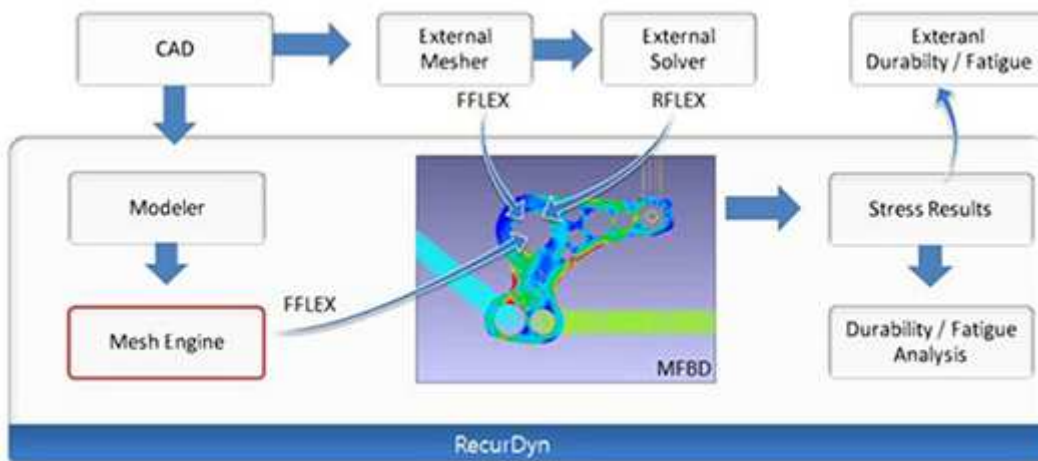 CAD
External
Mesher
External
Solver
Exteranl
Durabilty / Fatigue
FFLEX
RFLEX
Modeler
Stress Results
FFLEX
Mesh Engine
Durability / Fatigue
Analysis
MFBD
RecurDyn